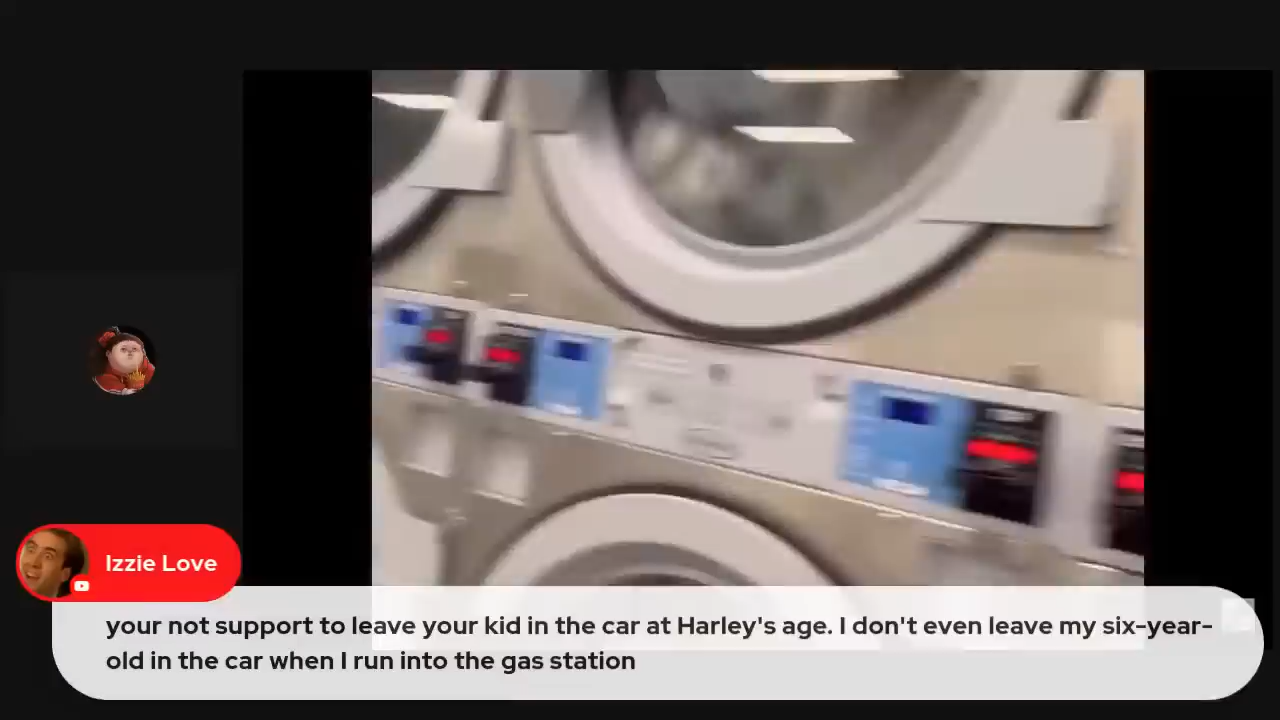 Izzie Love
your not support to leave your kid in the car at Harley's age. I don't even leave my six-year-
old in the car when I run into the gas station